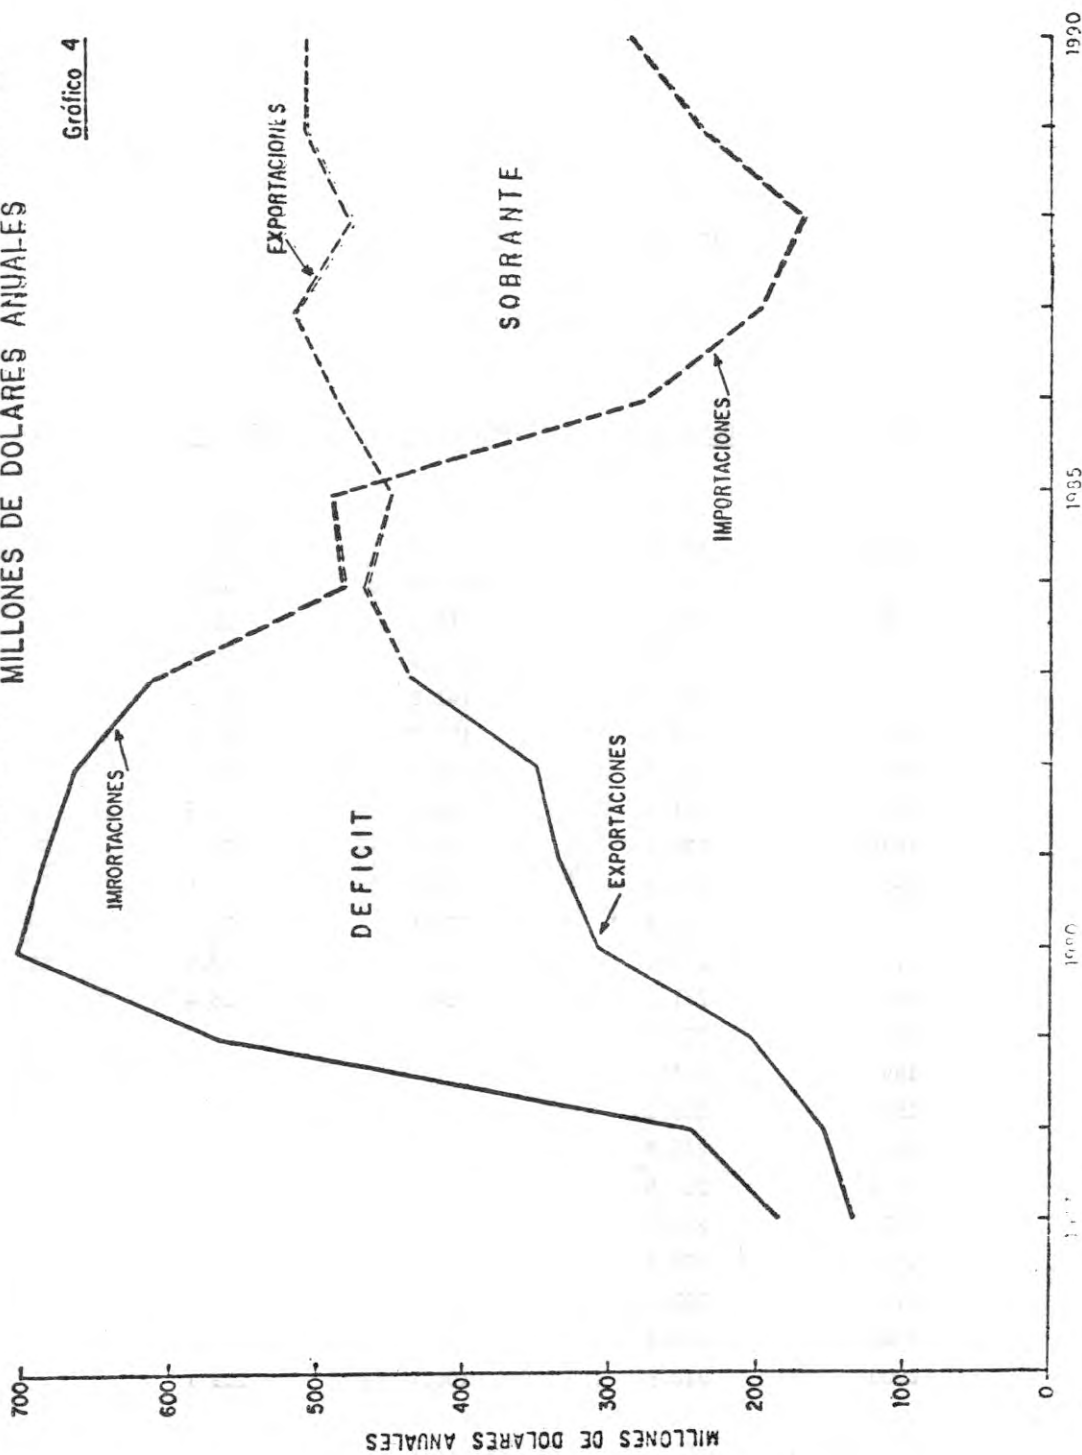 MILLONES DE DOLARES ANUALES
Gráfico 4
MILLONES DE DOLARES ANUALES
700
600
500
400
300
200
100
0
IMRORTACIONES
DEFICIT
EXPORTACIONES
EXPORTACIONES
SOBRANTE
IMPORTACIONES
1980
1985
1990